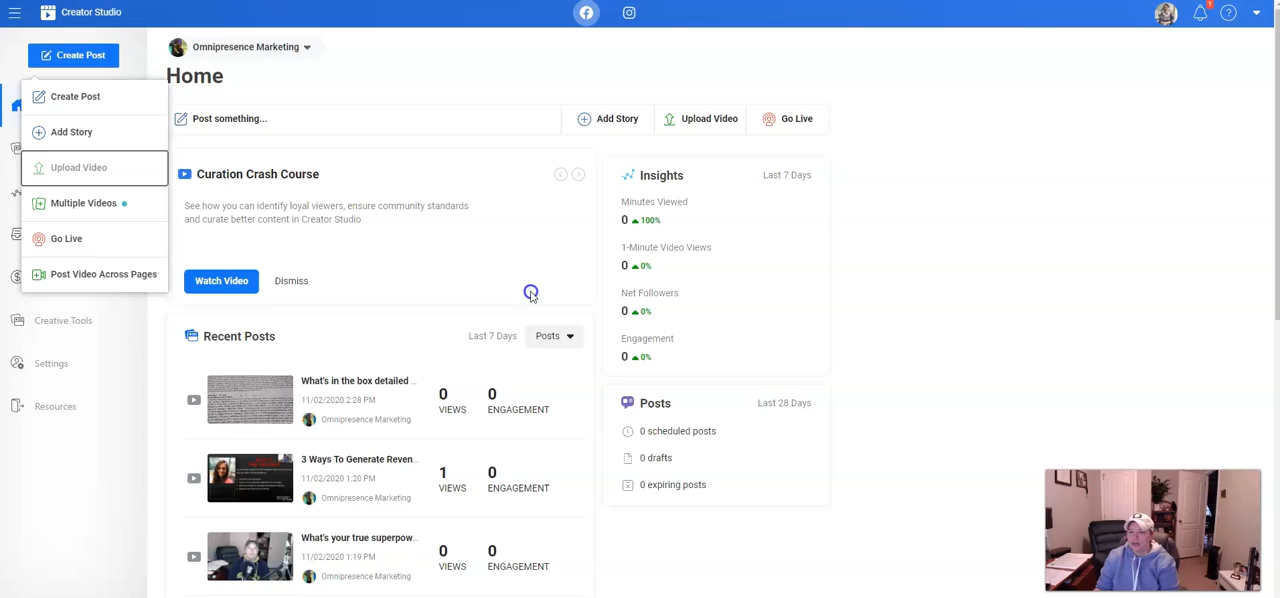 Creator Studio
1
Create Post
Create Post
Add Story
Upload Video
Multiple Videos
Go Live
Post Video Across Pages
Creative Tools
Settings
Resources
Omnipresence Marketing
Home
Post something...
Add Story
Upload Video
Go Live
Curation Crash Course
See how you can identify loyal viewers, ensure community standards
and curate better content in Creator Studio
Watch Video
Dismiss
Recent Posts
Last 7 Days
Posts
What's in the box detailed ...
11/02/2020 2:28 PM
Omnipresence Marketing
0
VIEWS
0
ENGAGEMENT
3 Ways To Generate Reven...
11/02/2020 1:20 PM
Omnipresence Marketing
1
VIEWS
0
ENGAGEMENT
What's your true superpow...
11/02/2020 1:19 PM
Omnipresence Marketing
0
VIEWS
0
ENGAGEMENT
Insights
Last 7 Days
Minutes Viewed
0 100%
1-Minute Video Views
0 0%
Net Followers
0 0%
Engagement
0 0%
Posts
Last 28 Days
0 scheduled posts
0 drafts
0 expiring posts